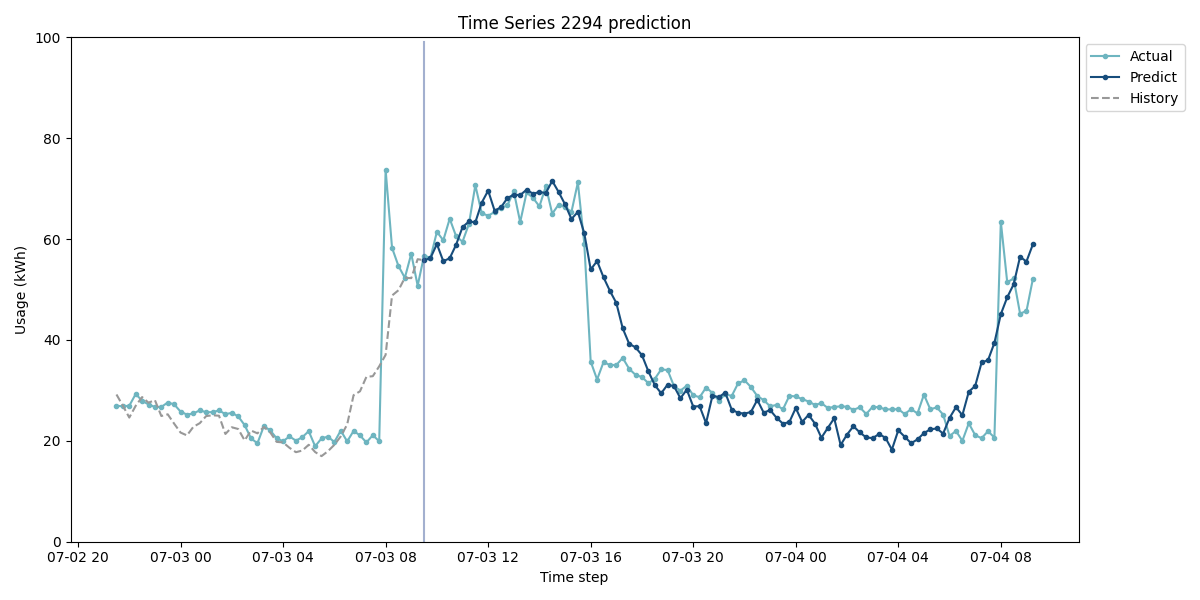 Time Series 2294 prediction
100
80
60
40
20
0
Usage (kWh)
07-02 20
07-03 00
07-03 04
07-03 08
07-03 12
07-03 16
07-03 20
07-04 00
07-04 04
07-04 08
Time step
Actual
Predict
History